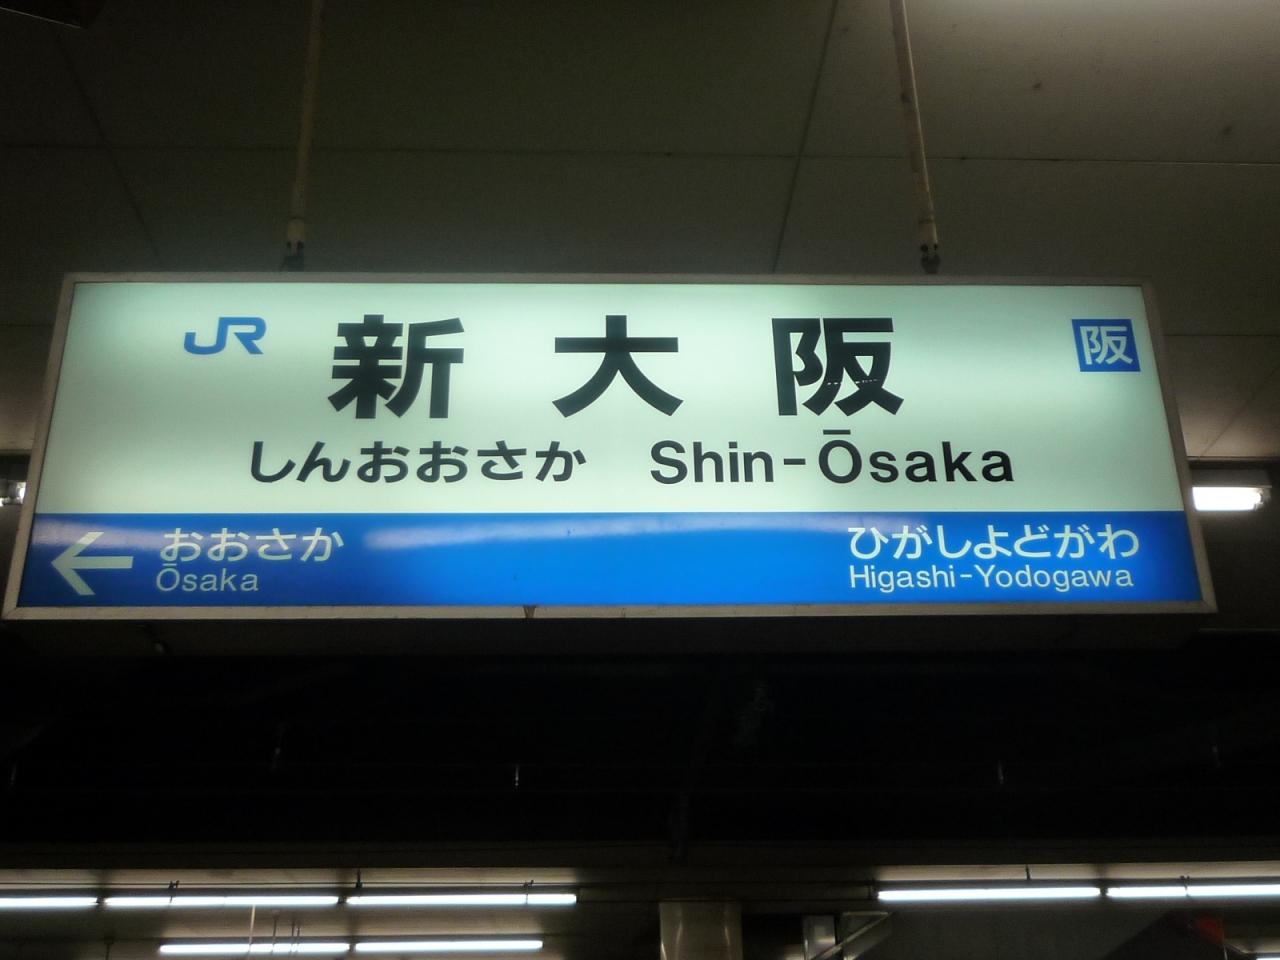 JR 新大阪 阪
しんおおさか Shin-Ōsaka
← おおさか ひがしよどがわ
Ōsaka Higashi-Yodogawa